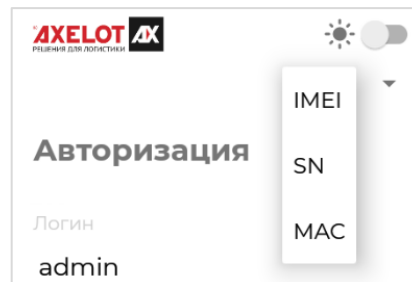 AXELOT AX
РЕШЕНИЯ ДЛЯ ЛОГИСТИКИ
IMEI
Авторизация
SN
Логин
MAC
admin